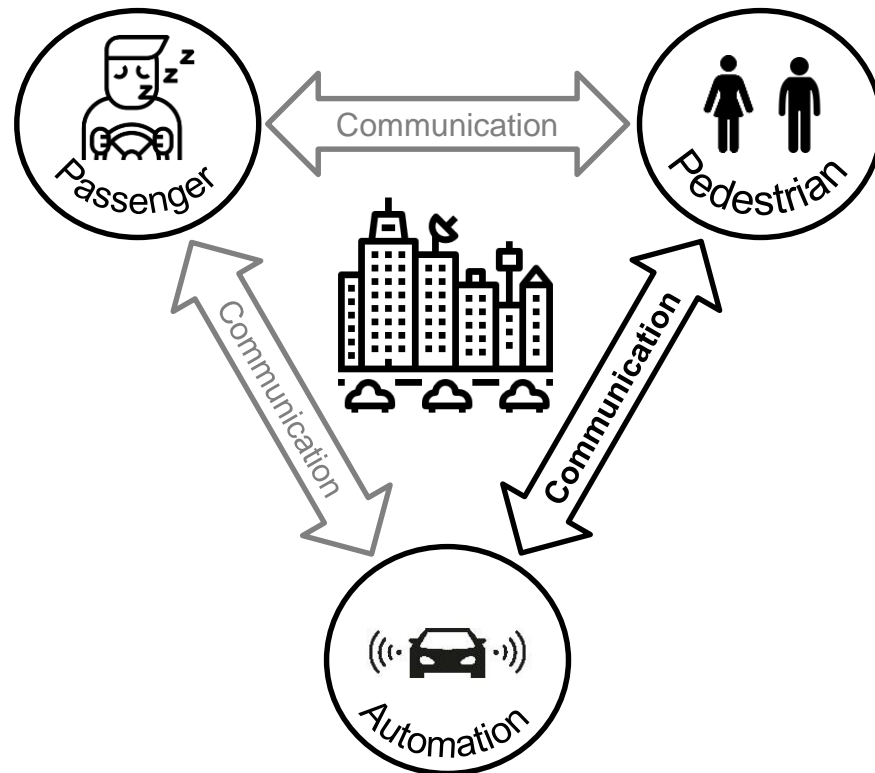 z
z
z
Passenger
Communication
Pedestrian
Communication
Communication
Automation